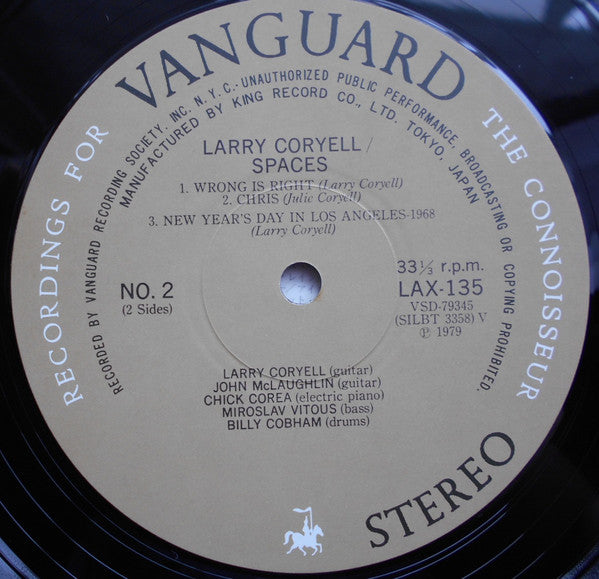 VANGUARD
RECORDINGS FOR THE CONNOISSEUR
RECORDED BY VANGUARD RECORDING SOCIETY, INC. N.Y.C.·UNAUTHORIZED PUBLIC PERFORMANCE, BROADCASTING OR COPYING PROHIBITED.
MANUFACTURED BY KING RECORD CO., LTD. TOKYO, JAPAN
LARRY CORYELL /
SPACES
1. WRONG IS RIGHT (Larry Coryell)
2. CHRIS (Julie Coryell)
3. NEW YEAR'S DAY IN LOS ANGELES-1968
(Larry Coryell)
33⅓ r.p.m.
NO. 2
LAX-135
(2 Sides)
VSD-79345
(SILBT 3358) V
℗ 1979
LARRY CORYELL (guitar)
JOHN McLAUGHLIN (guitar)
CHICK COREA (electric piano)
MIROSLAV VITOUS (bass)
BILLY COBHAM (drums)
STEREO